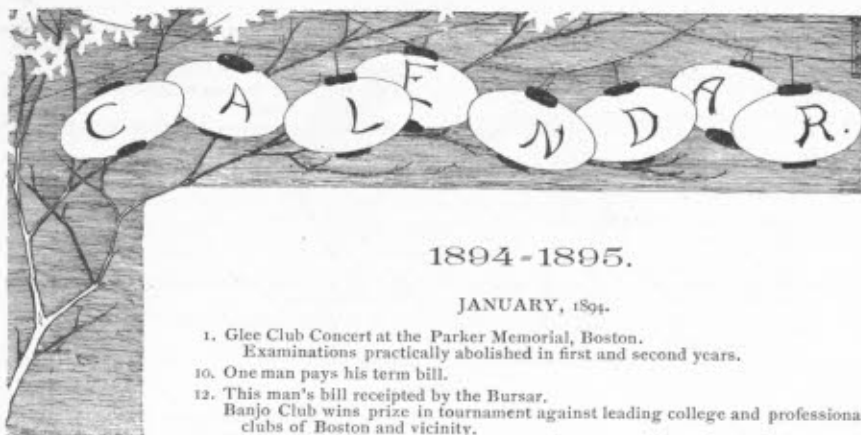 CALENDAR.
1894-1895.
JANUARY, 1894.
1. Glee Club Concert at the Parker Memorial, Boston.
Examinations practically abolished in first and second years.
10. One man pays his term bill.
12. This man's bill receipted by the Bursar.
Banjo Club wins prize in tournament against leading college and professiona
clubs of Boston and vicinity.